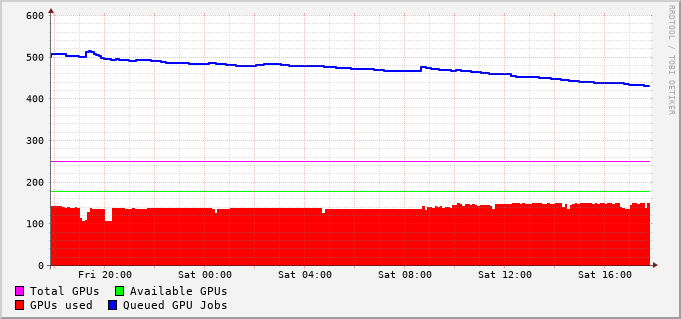 600
500
400
300
200
100
0
Fri 20:00 Sat 00:00 Sat 04:00 Sat 08:00 Sat 12:00 Sat 16:00
Total GPUs Available GPUs
GPUs used Queued GPU Jobs
RRDTOOL / TOBI OETIKER